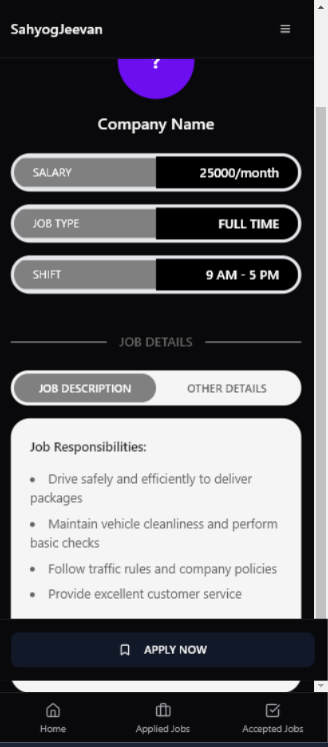 SahyogJeevan
?
Company Name
SALARY 25000/month
JOB TYPE FULL TIME
SHIFT 9 AM - 5 PM
JOB DETAILS
JOB DESCRIPTION OTHER DETAILS
Job Responsibilities:
• Drive safely and efficiently to deliver
packages
• Maintain vehicle cleanliness and perform
basic checks
• Follow traffic rules and company policies
• Provide excellent customer service
APPLY NOW
Home Applied Jobs Accepted Jobs